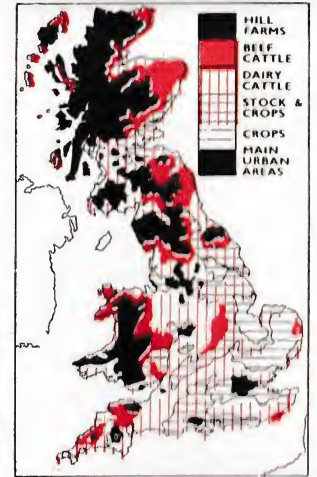 HILL
FARMS
BEEF
CATTLE
DAIRY
CATTLE
STOCK &
CROPS
CROPS
MAIN
URBAN
AREAS